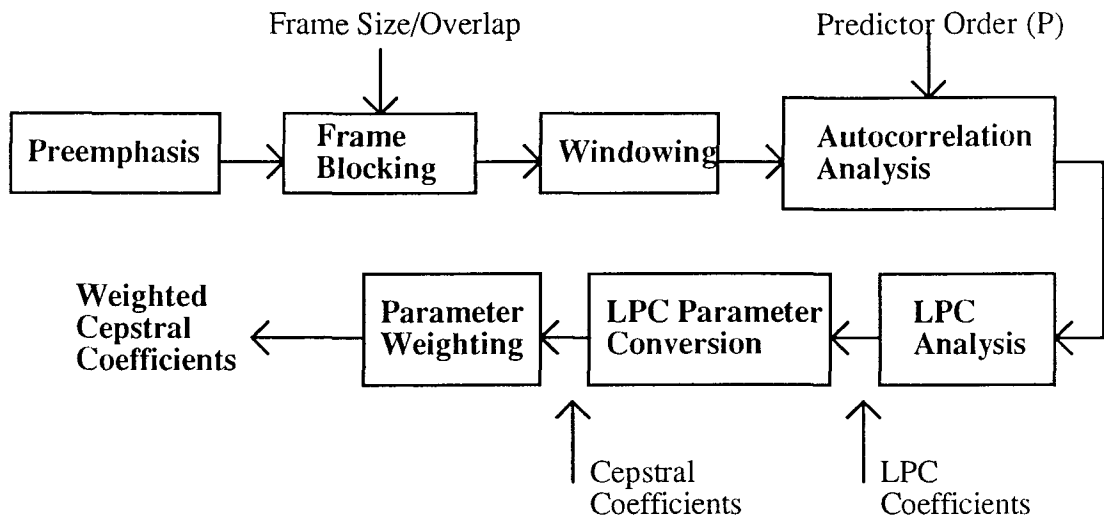 Frame Size/Overlap
Predictor Order (P)
Preemphasis
Frame
Blocking
Windowing
Autocorrelation
Analysis
Weighted
Cepstral
Coefficients
Parameter
Weighting
LPC Parameter
Conversion
LPC
Analysis
Cepstral
Coefficients
LPC
Coefficients